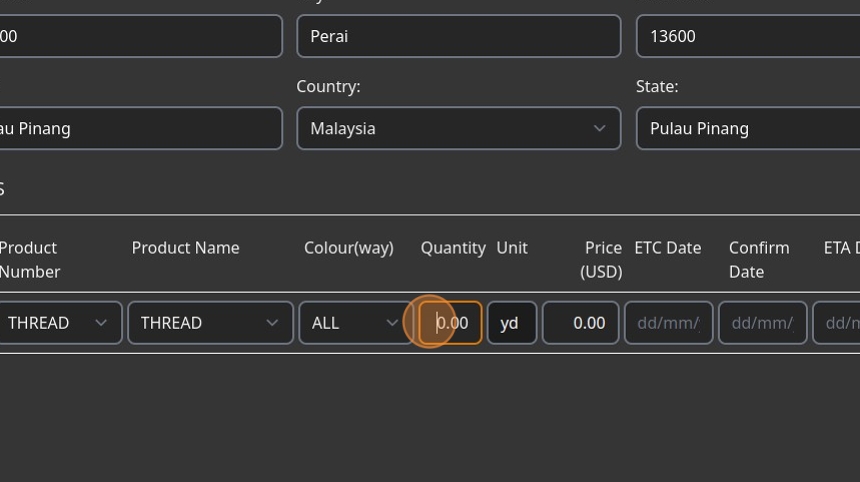 00 Perai 13600
Country: State:
au Pinang Malaysia Pulau Pinang
S
Product Number Product Name Colour(way) Quantity Unit Price (USD) ETC Date Confirm Date ETA D
THREAD THREAD ALL 0.00 yd 0.00 dd/mm/ dd/mm/ dd/m